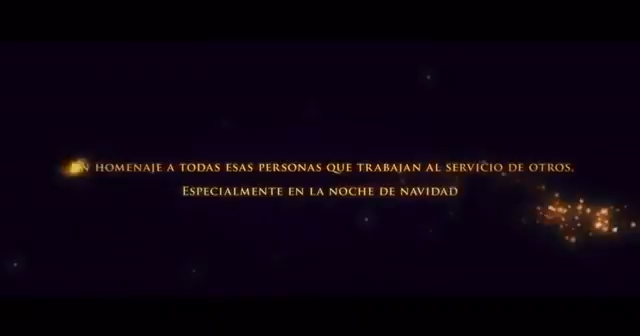 En homenaje a todas esas personas que trabajan al servicio de otros.
Especialmente en la noche de navidad